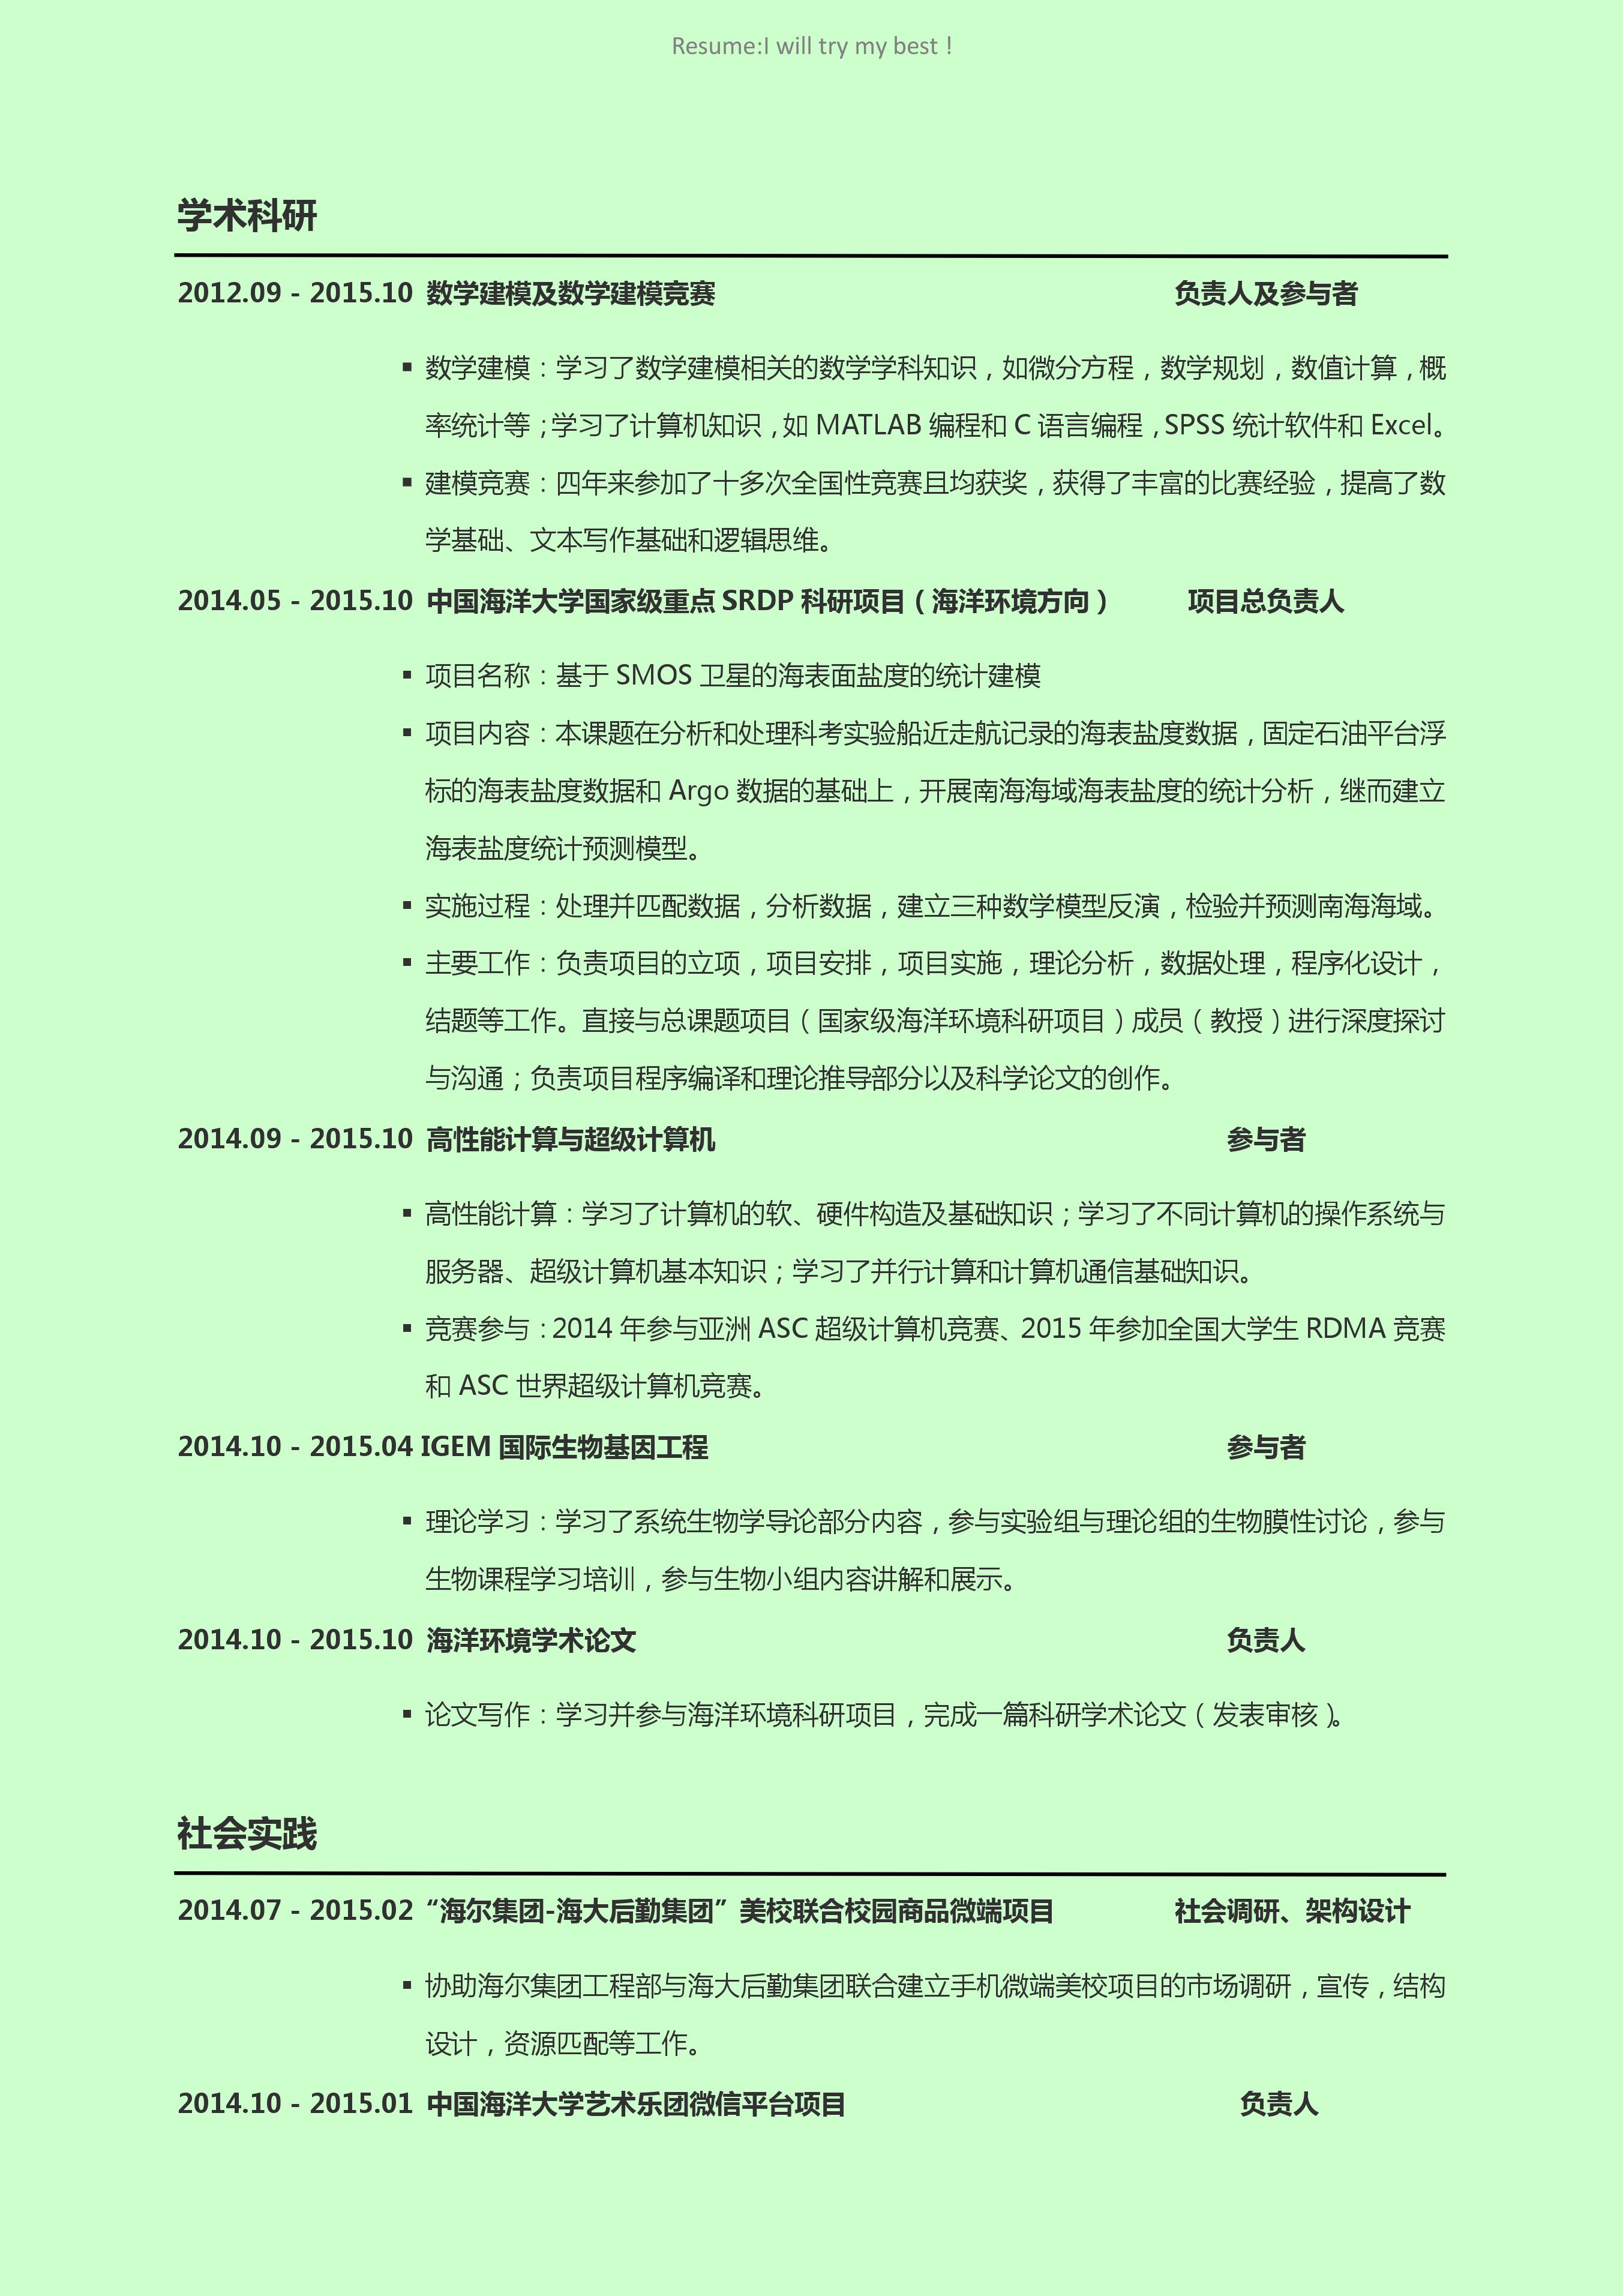 Resume:I will try my best！
学术科研
2012.09 - 2015.10 数学建模及数学建模竞赛 负责人及参与者
▪ 数学建模：学习了数学建模相关的数学学科知识，如微分方程，数学规划，数值计算，概
率统计等；学习了计算机知识，如 MATLAB 编程和 C 语言编程，SPSS 统计软件和 Excel。
▪ 建模竞赛：四年来参加了十多次全国性竞赛且均获奖，获得了丰富的比赛经验，提高了数
学基础、文本写作基础和逻辑思维。
2014.05 - 2015.10 中国海洋大学国家级重点 SRDP 科研项目（海洋环境方向） 项目总负责人
▪ 项目名称：基于 SMOS 卫星的海表面盐度的统计建模
▪ 项目内容：本课题在分析和处理科考实验船近走航记录的海表盐度数据，固定石油平台浮
标的海表盐度数据和 Argo 数据的基础上，开展南海海域海表盐度的统计分析，继而建立
海表盐度统计预测模型。
▪ 实施过程：处理并匹配数据，分析数据，建立三种数学模型反演，检验并预测南海海域。
▪ 主要工作：负责项目的立项，项目安排，项目实施，理论分析，数据处理，程序化设计，
结题等工作。直接与总课题项目（国家级海洋环境科研项目）成员（教授）进行深度探讨
与沟通；负责项目程序编译和理论推导部分以及科学论文的创作。
2014.09 - 2015.10 高性能计算与超级计算机 参与者
▪ 高性能计算：学习了计算机的软、硬件构造及基础知识；学习了不同计算机的操作系统与
服务器、超级计算机基本知识；学习了并行计算和计算机通信基础知识。
▪ 竞赛参与：2014 年参与亚洲 ASC 超级计算机竞赛、2015 年参加全国大学生 RDMA 竞赛
和 ASC 世界超级计算机竞赛。
2014.10 - 2015.04 IGEM 国际生物基因工程 参与者
▪ 理论学习：学习了系统生物学导论部分内容，参与实验组与理论组的生物膜性讨论，参与
生物课程学习培训，参与生物小组内容讲解和展示。
2014.10 - 2015.10 海洋环境学术论文 负责人
▪ 论文写作：学习并参与海洋环境科研项目，完成一篇科研学术论文（发表审核）。
社会实践
2014.07 - 2015.02 “海尔集团-海大后勤集团”美校联合校园商品微端项目 社会调研、架构设计
▪ 协助海尔集团工程部与海大后勤集团联合建立手机微端美校项目的市场调研，宣传，结构
设计，资源匹配等工作。
2014.10 - 2015.01 中国海洋大学艺术乐团微信平台项目 负责人